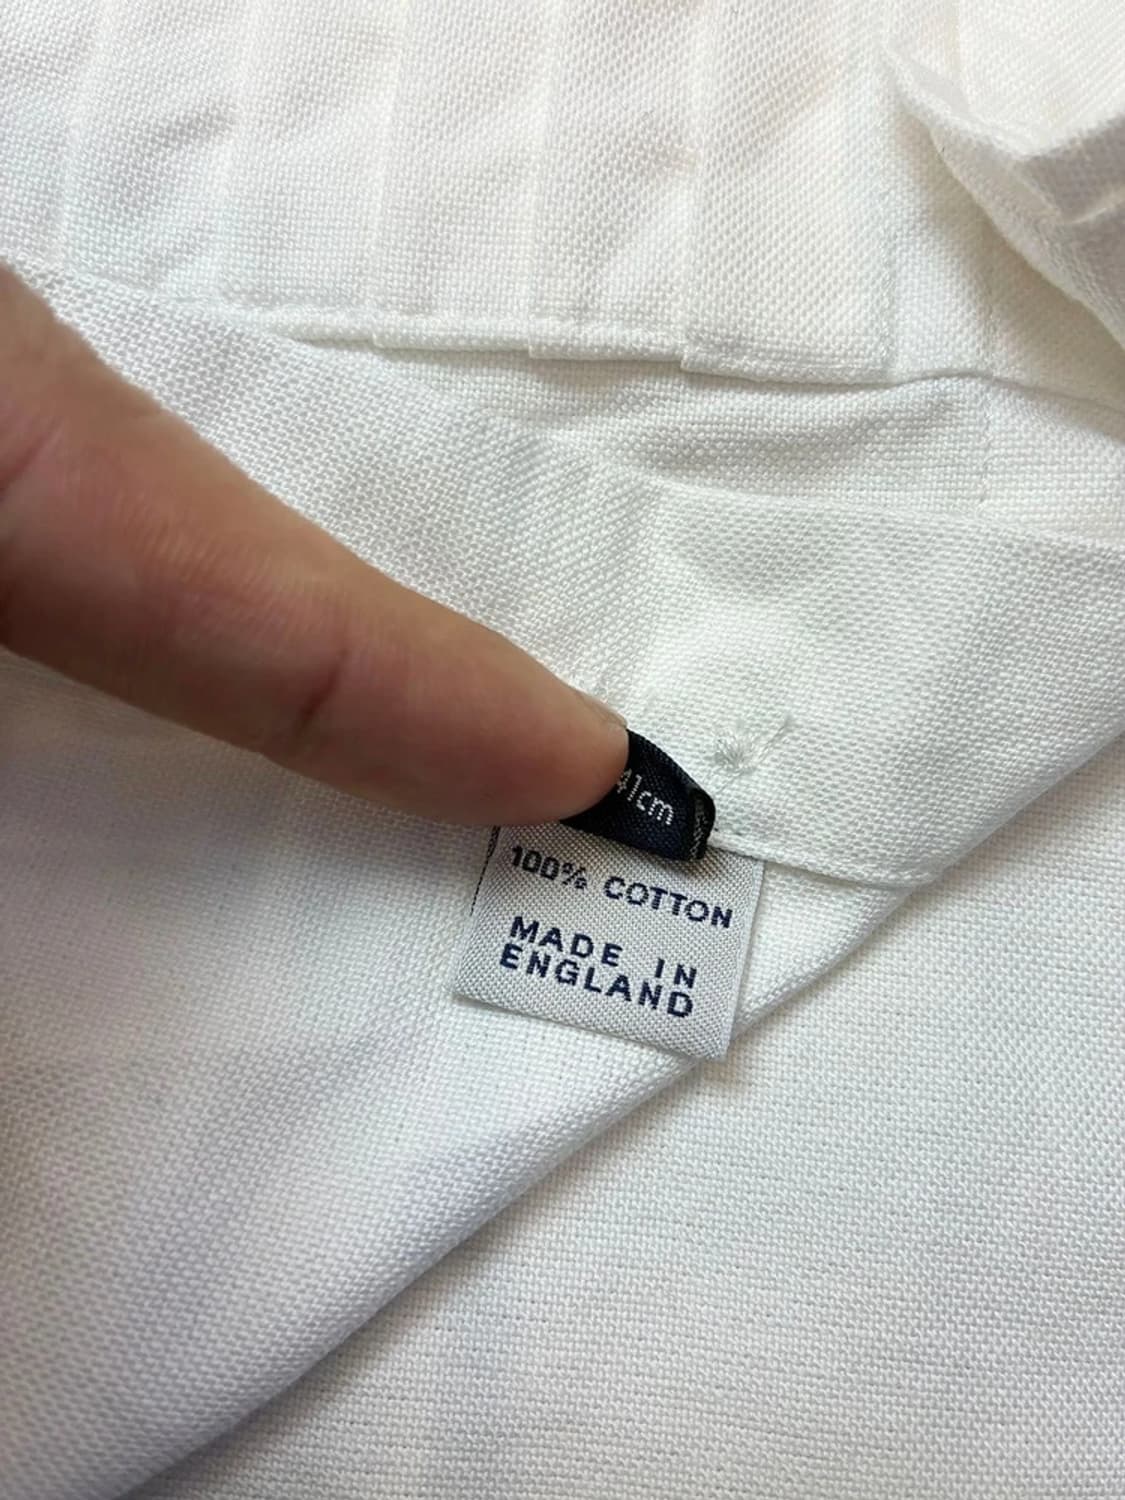 41cm
100% COTTON
MADE IN
ENGLAND